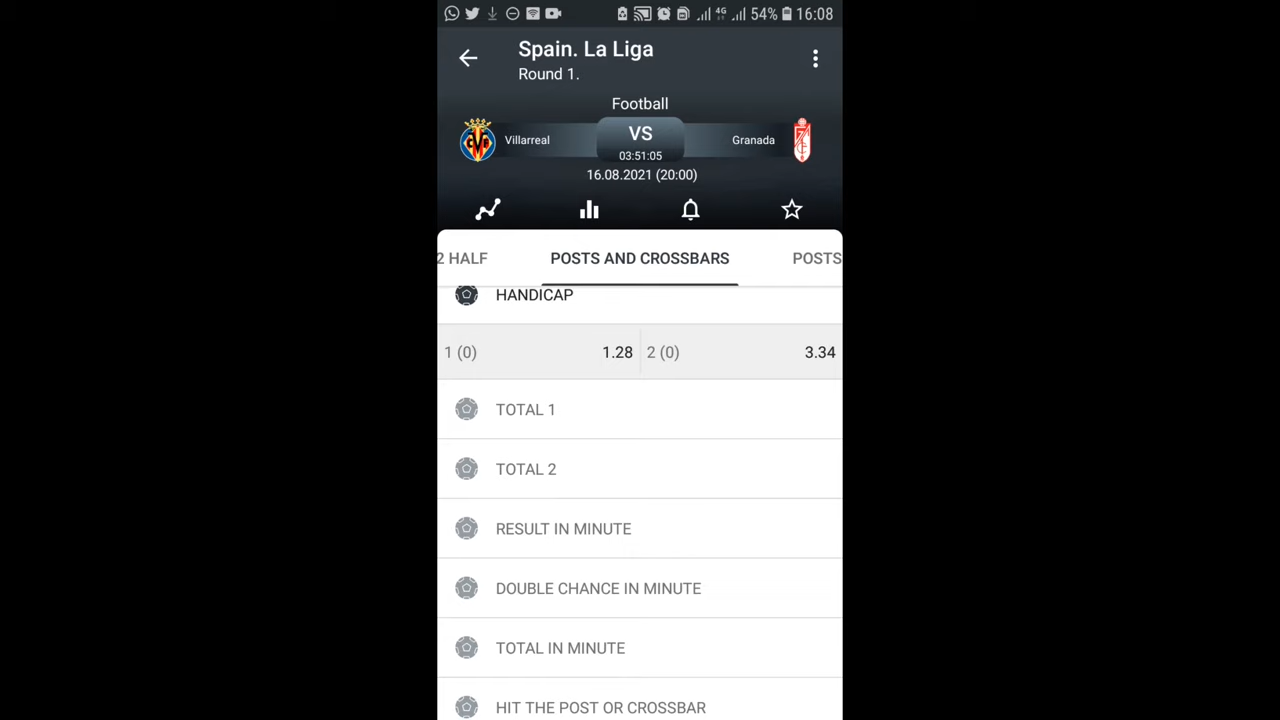 4G 54% 16:08
Spain. La Liga
Round 1.
Football
Villarreal VS Granada
03:51:05
16.08.2021 (20:00)
2 HALF POSTS AND CROSSBARS POSTS
HANDICAP
1 (0) 1.28 2 (0) 3.34
TOTAL 1
TOTAL 2
RESULT IN MINUTE
DOUBLE CHANCE IN MINUTE
TOTAL IN MINUTE
HIT THE POST OR CROSSBAR